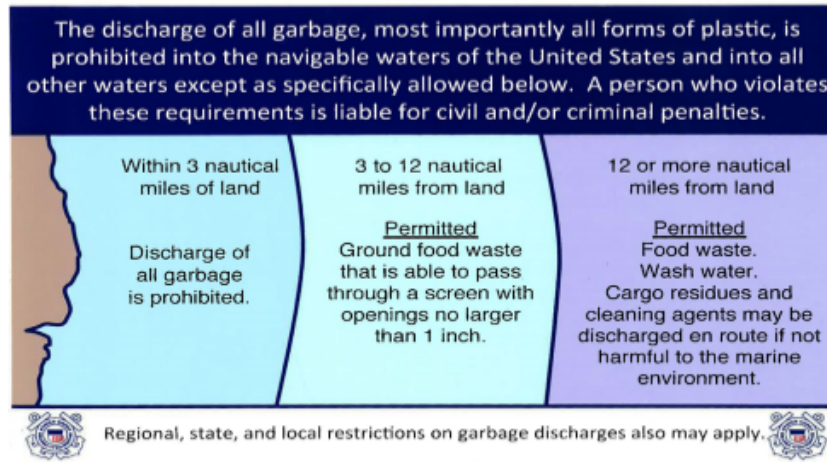 The discharge of all garbage, most importantly all forms of plastic, is
prohibited into the navigable waters of the United States and into all
other waters except as specifically allowed below. A person who violates
these requirements is liable for civil and/or criminal penalties.
Within 3 nautical
miles of land
Discharge of
all garbage
is prohibited.
3 to 12 nautical
miles from land
Permitted
Ground food waste
that is able to pass
through a screen with
openings no larger
than 1 inch.
12 or more nautical
miles from land
Permitted
Food waste.
Wash water.
Cargo residues and
cleaning agents may be
discharged en route if not
harmful to the marine
environment.
Regional, state, and local restrictions on garbage discharges also may apply.